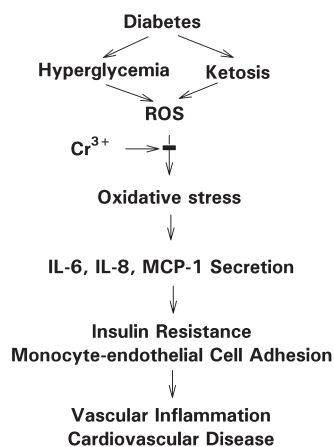 Diabetes
Hyperglycemia Ketosis
ROS
Cr³⁺
Oxidative stress
IL-6, IL-8, MCP-1 Secretion
Insulin Resistance
Monocyte-endothelial Cell Adhesion
Vascular Inflammation
Cardiovascular Disease